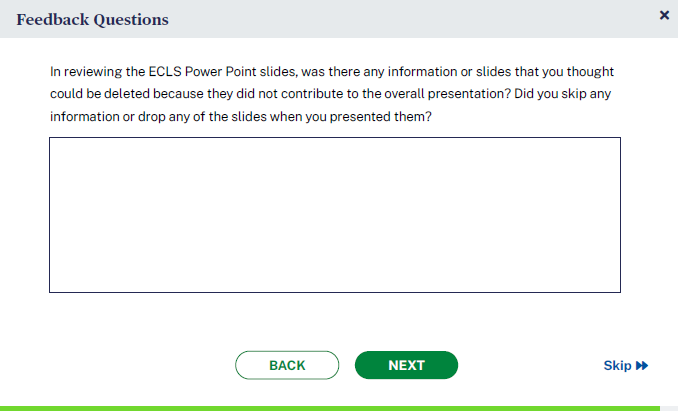 Feedback Questions
In reviewing the ECLS Power Point slides, was there any information or slides that you thought
could be deleted because they did not contribute to the overall presentation? Did you skip any
information or drop any of the slides when you presented them?
BACK NEXT Skip